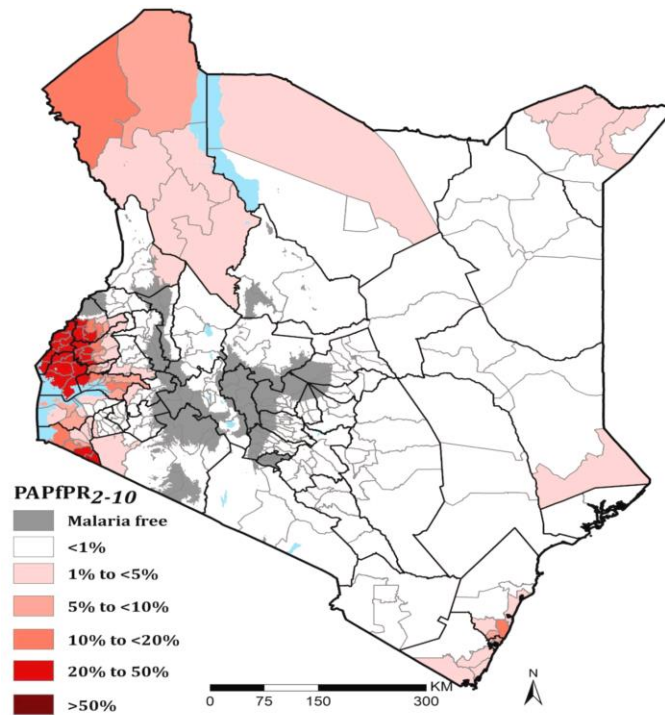 PAPfPR2-10
Malaria free
<1%
1% to <5%
5% to <10%
10% to <20%
20% to 50%
>50%
KM
0 75 150 300
N